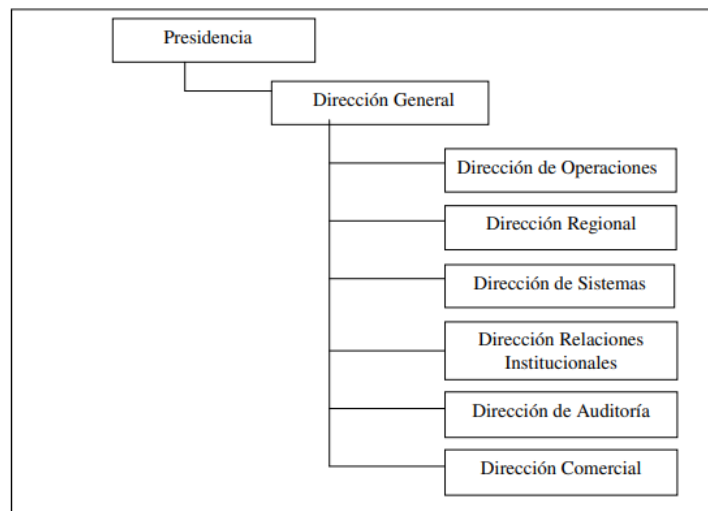 Presidencia
Dirección General
Dirección de Operaciones
Dirección Regional
Dirección de Sistemas
Dirección Relaciones
Institucionales
Dirección de Auditoría
Dirección Comercial